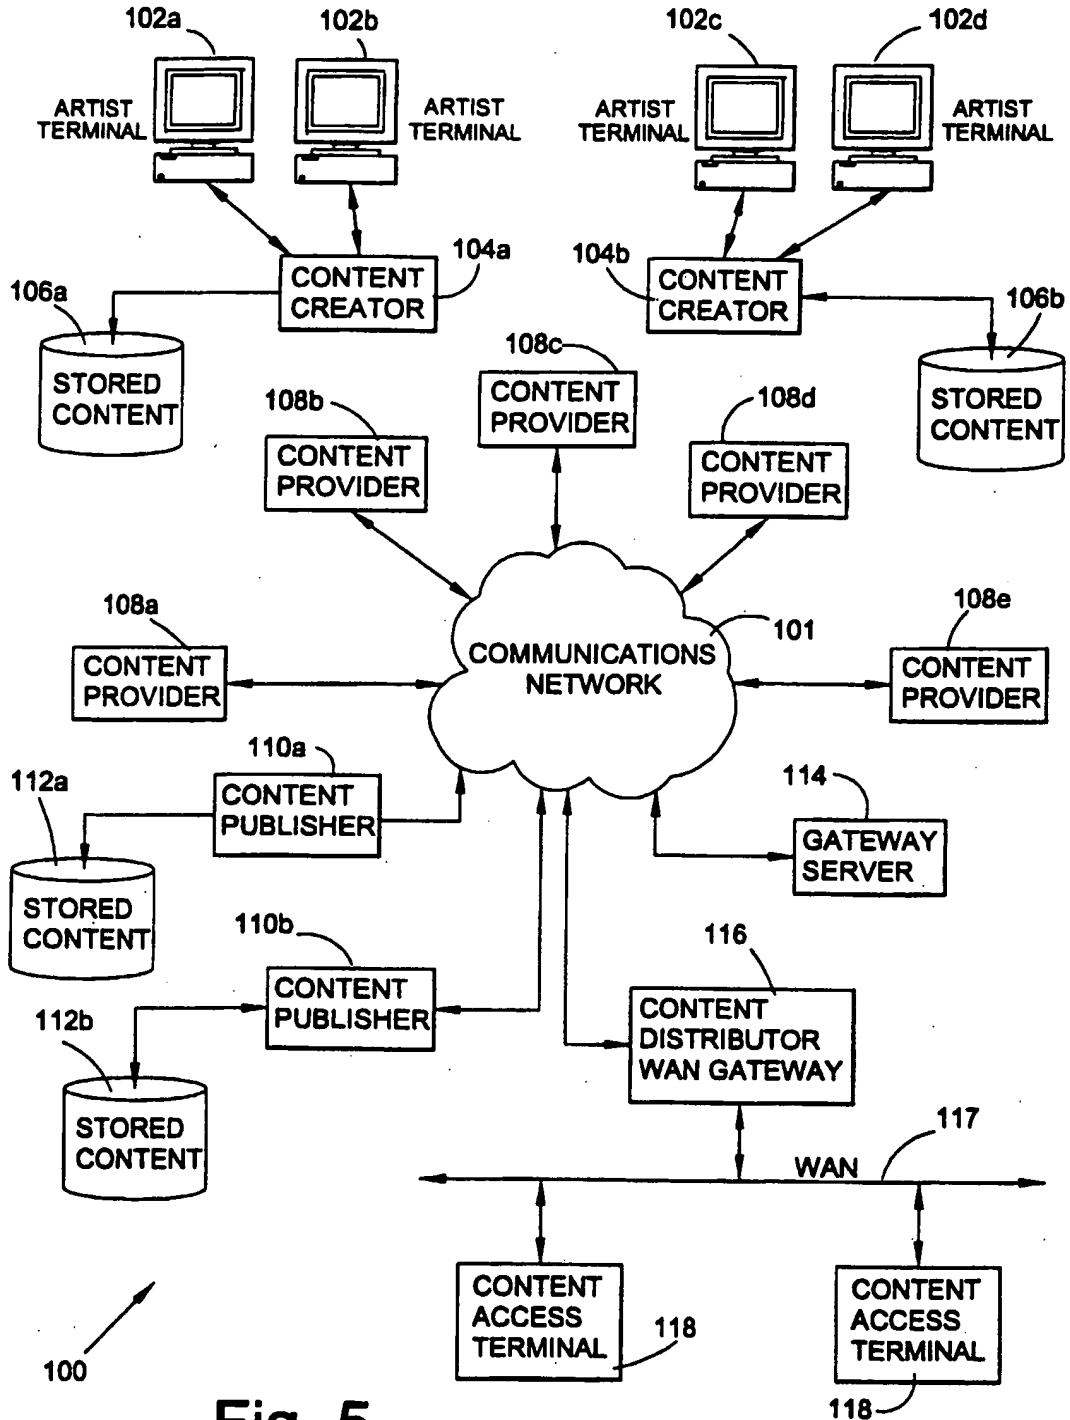 102a
102b
102c
102d
ARTIST
TERMINAL
ARTIST
TERMINAL
ARTIST
TERMINAL
ARTIST
TERMINAL
104a
CONTENT
CREATOR
104b
CONTENT
CREATOR
106a
STORED
CONTENT
106b
STORED
CONTENT
108c
CONTENT
PROVIDER
108b
CONTENT
PROVIDER
108d
CONTENT
PROVIDER
108a
CONTENT
PROVIDER
101
COMMUNICATIONS
NETWORK
108e
CONTENT
PROVIDER
110a
CONTENT
PUBLISHER
112a
STORED
CONTENT
114
GATEWAY
SERVER
110b
CONTENT
PUBLISHER
112b
STORED
CONTENT
116
CONTENT
DISTRIBUTOR
WAN GATEWAY
117
WAN
CONTENT
ACCESS
TERMINAL
118
CONTENT
ACCESS
TERMINAL
118
100
Fig. 5